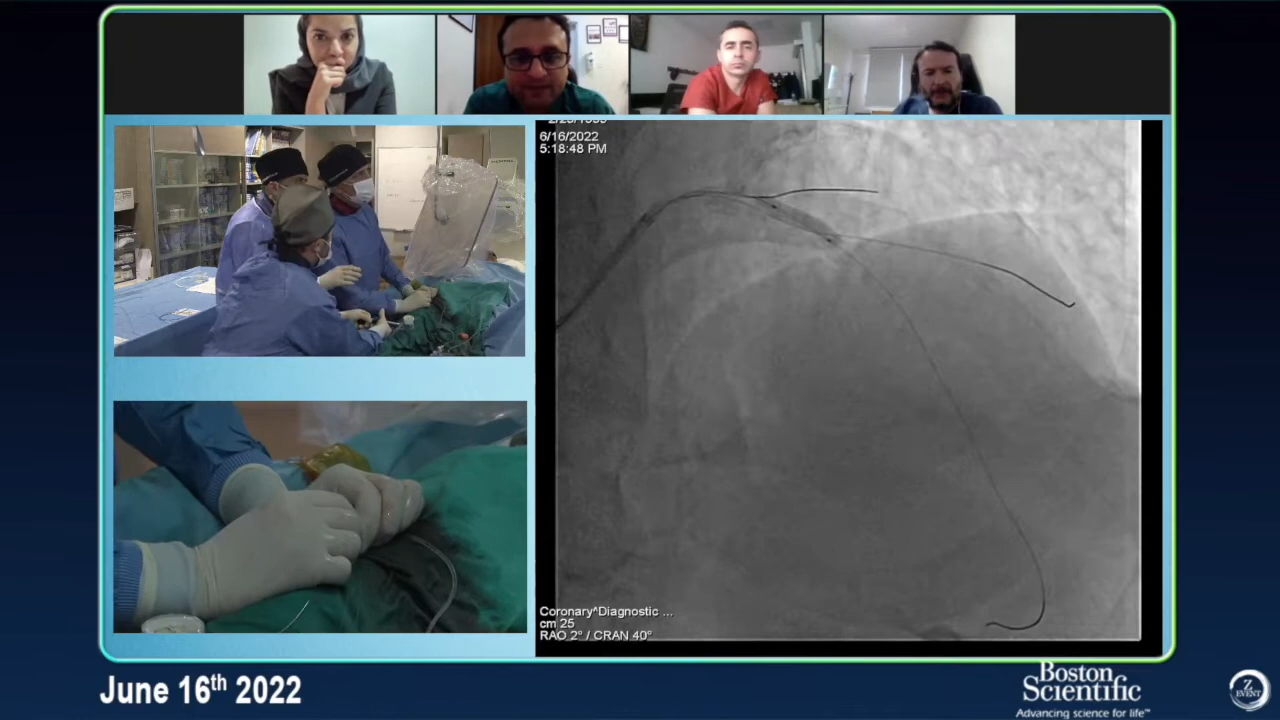 6/16/2022
5:18:48 PM
Coronary^Diagnostic ...
cm 25
RAO 2° / CRAN 40°
June 16th 2022
Boston
Scientific
Advancing science for life™
Z
EVENT